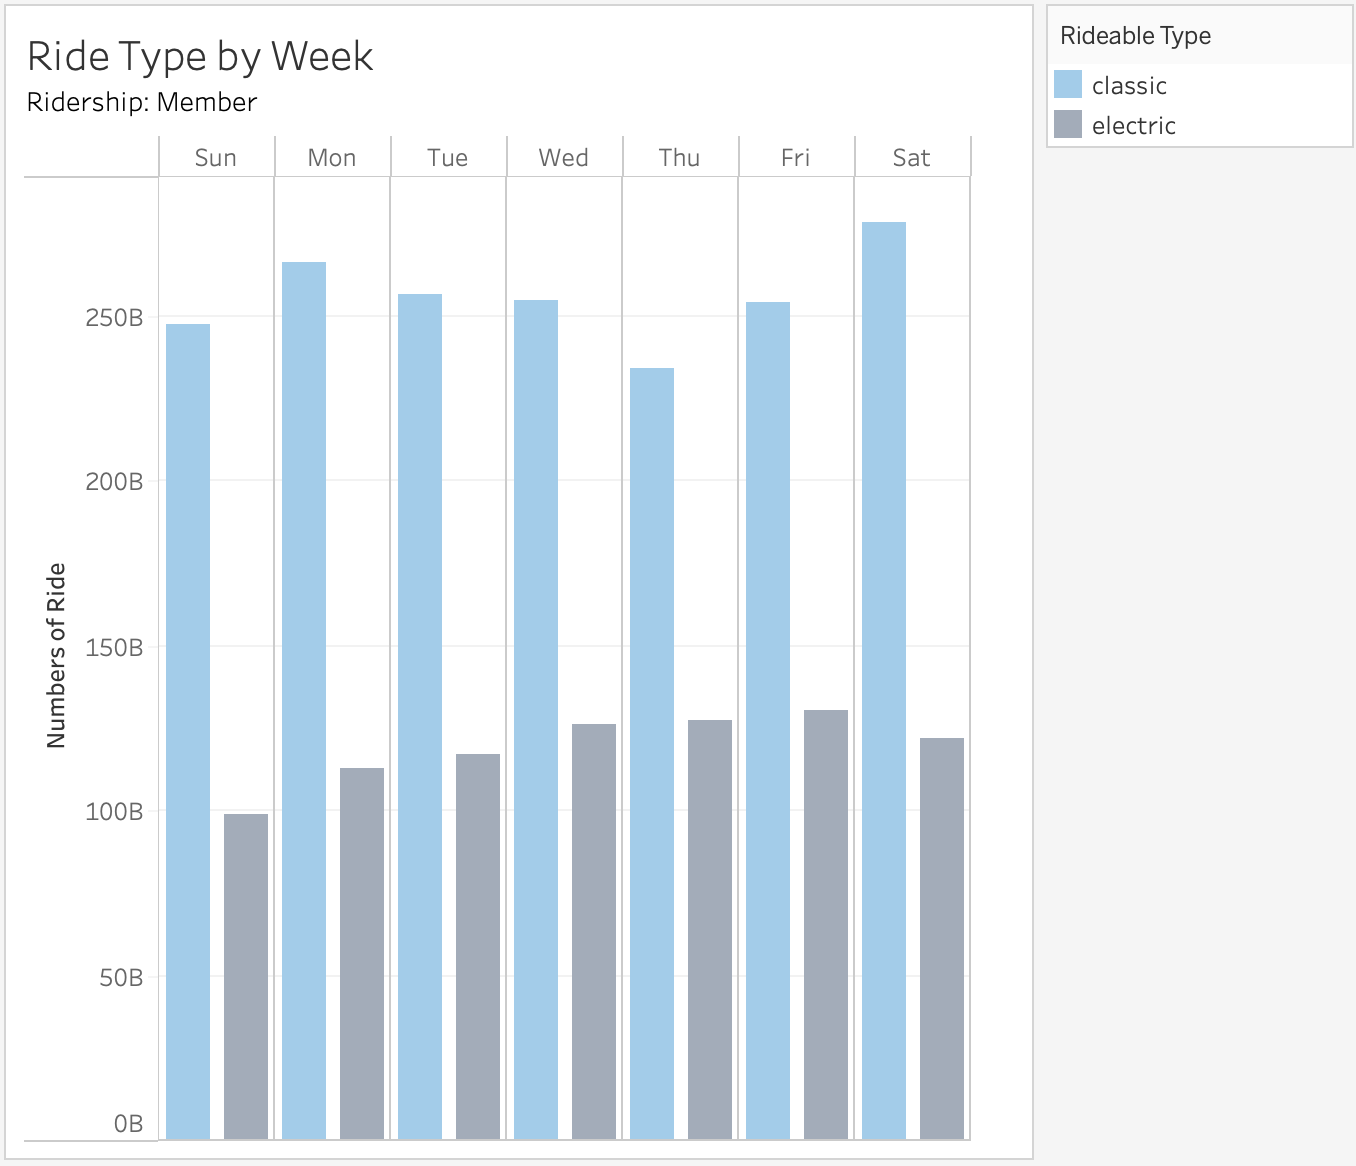 Ride Type by Week
Ridership: Member
Sun Mon Tue Wed Thu Fri Sat
250B
200B
150B
100B
50B
0B
Numbers of Ride
Rideable Type
classic
electric